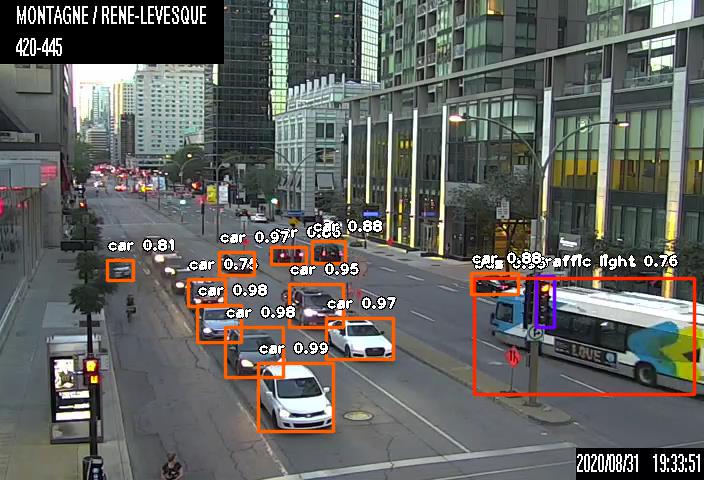 MONTAGNE / RENE-LEVESQUE
420-445
car 0.88
car 0.97
car 0.81
car 0.95
car 0.98
car 0.97
car 0.98
car 0.99
car 0.88
traffic light 0.76
LOVE
2020/08/31 19:33:51